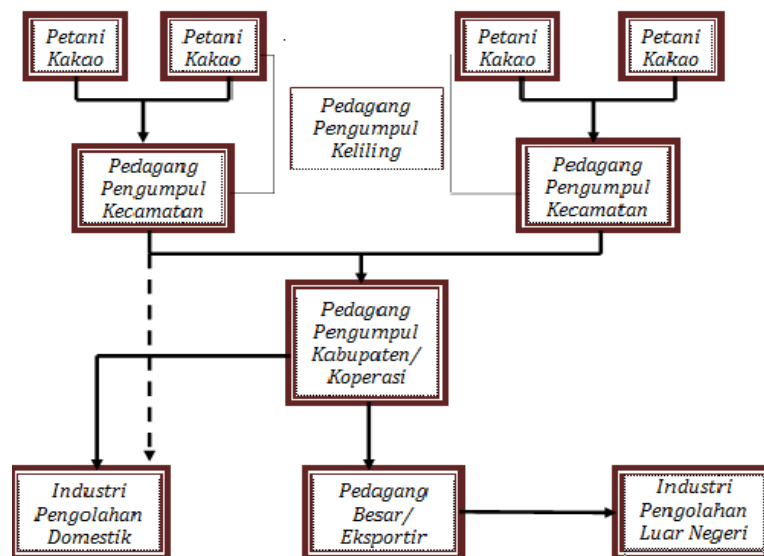 Petani
Kakao
Petani
Kakao
Petani
Kakao
Petani
Kakao
Pedagang
Pengumpul
Keliling
Pedagang
Pengumpul
Kecamatan
Pedagang
Pengumpul
Kecamatan
Pedagang
Pengumpul
Kabupaten/
Koperasi
Industri
Pengolahan
Domestik
Pedagang
Besar/
Eksportir
Industri
Pengolahan
Luar Negeri